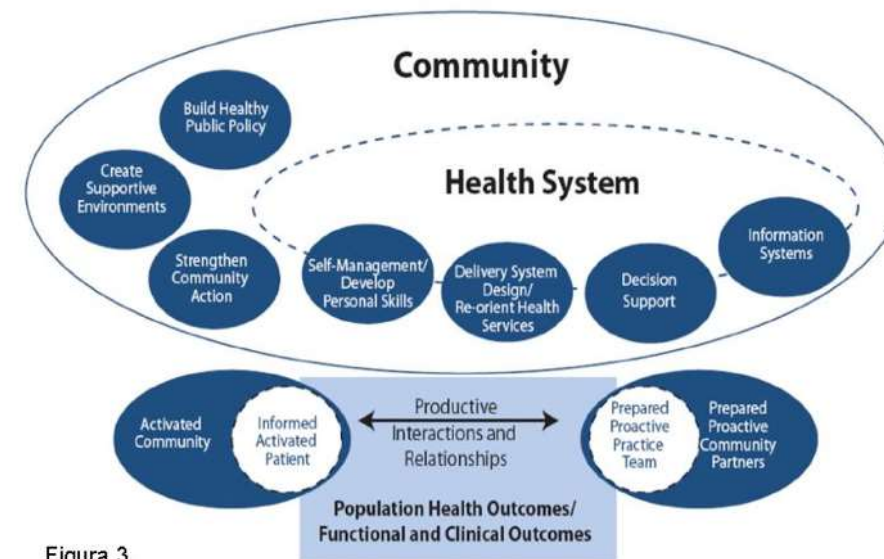 Community
Build Healthy
Public Policy
Health System
Create
Supportive
Environments
Strengthen
Community
Action
Self-Management/
Develop
Personal Skills
Delivery System
Design/
Re-orient Health
Services
Decision
Support
Information
Systems
Activated
Community
Informed
Activated
Patient
Productive
Interactions and
Relationships
Prepared
Proactive
Practice
Team
Prepared
Proactive
Community
Partners
Population Health Outcomes/
Functional and Clinical Outcomes
Figura 3